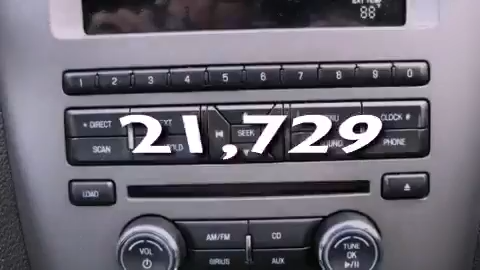 88°
1 2 3 4 5 6 7 8 9 0
DIRECT CLOCK #
21,729
SEEK
SCAN PHONE
LOAD
AM/FM CD
VOL TUNE
OK
SIRIUS AUX